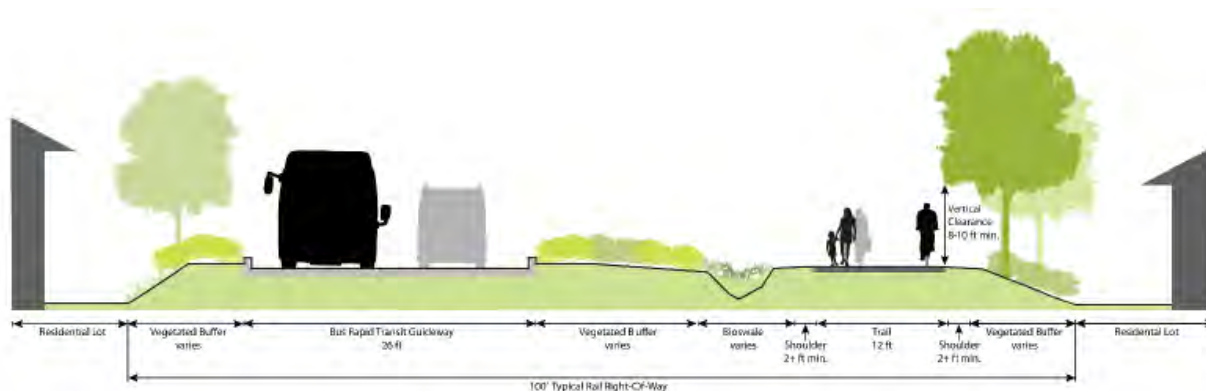 Vertical
Clearance
8-10 ft min.
Residential Lot
Vegetated Buffer
varies
Bus Rapid Transit Guideway
26 ft
Vegetated Buffer
varies
Bioswale
varies
Shoulder
2+ ft min.
Trail
12 ft
Shoulder
2+ ft min.
Vegetated Buffer
varies
Residental Lot
100' Typical Rail Right-Of-Way